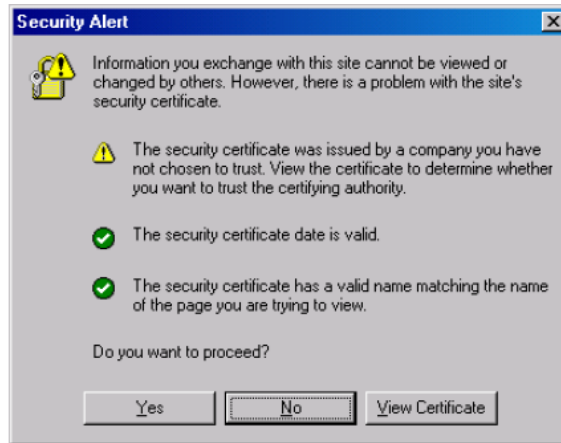 Security Alert
Information you exchange with this site cannot be viewed or
changed by others. However, there is a problem with the site's
security certificate.
The security certificate was issued by a company you have
not chosen to trust. View the certificate to determine whether
you want to trust the certifying authority.
The security certificate date is valid.
The security certificate has a valid name matching the name
of the page you are trying to view.
Do you want to proceed?
Yes No View Certificate